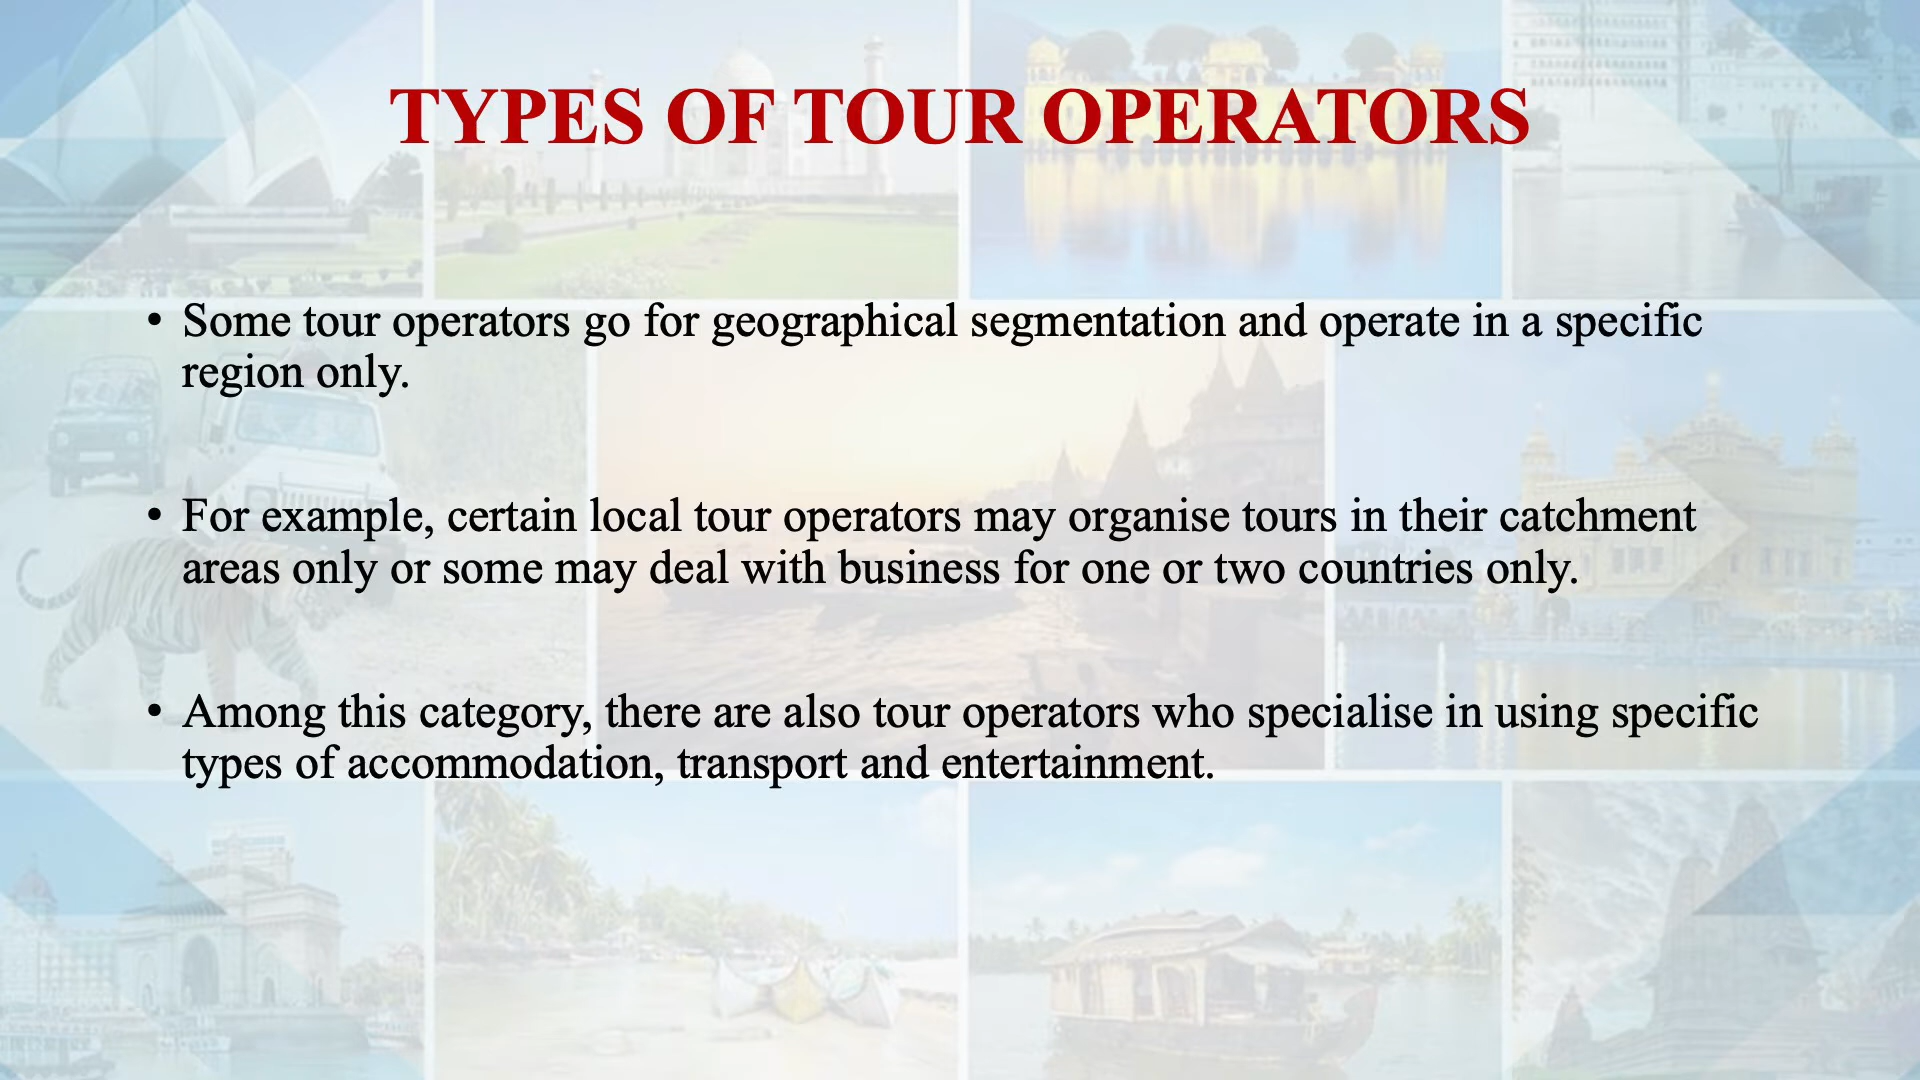 TYPES OF TOUR OPERATORS
• Some tour operators go for geographical segmentation and operate in a specific
region only.
• For example, certain local tour operators may organise tours in their catchment
areas only or some may deal with business for one or two countries only.
• Among this category, there are also tour operators who specialise in using specific
types of accommodation, transport and entertainment.